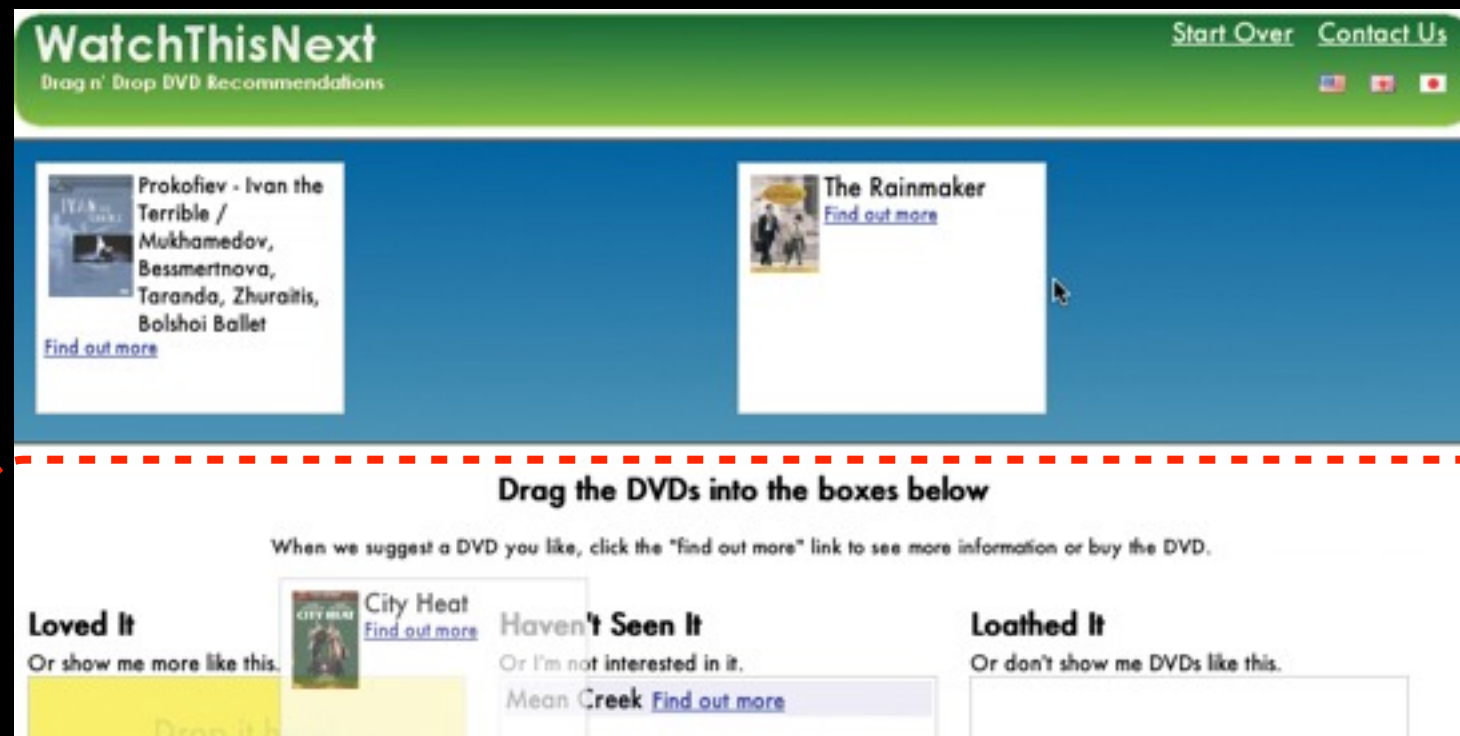 WatchThisNext
Drag n' Drop DVD Recommendations
Start Over Contact Us
Prokofiev - Ivan the
Terrible /
Mukhamedov,
Bessmertnova,
Taranda, Zhuraitis,
Bolshoi Ballet
Find out more
The Rainmaker
Find out more
Drag the DVDs into the boxes below
When we suggest a DVD you like, click the "find out more" link to see more information or buy the DVD.
City Heat
Find out more
Loved It
Or show me more like this.
Drop it
Haven't Seen It
Or I'm not interested in it.
Mean Creek Find out more
Loathed It
Or don't show me DVDs like this.
CITY HEAT